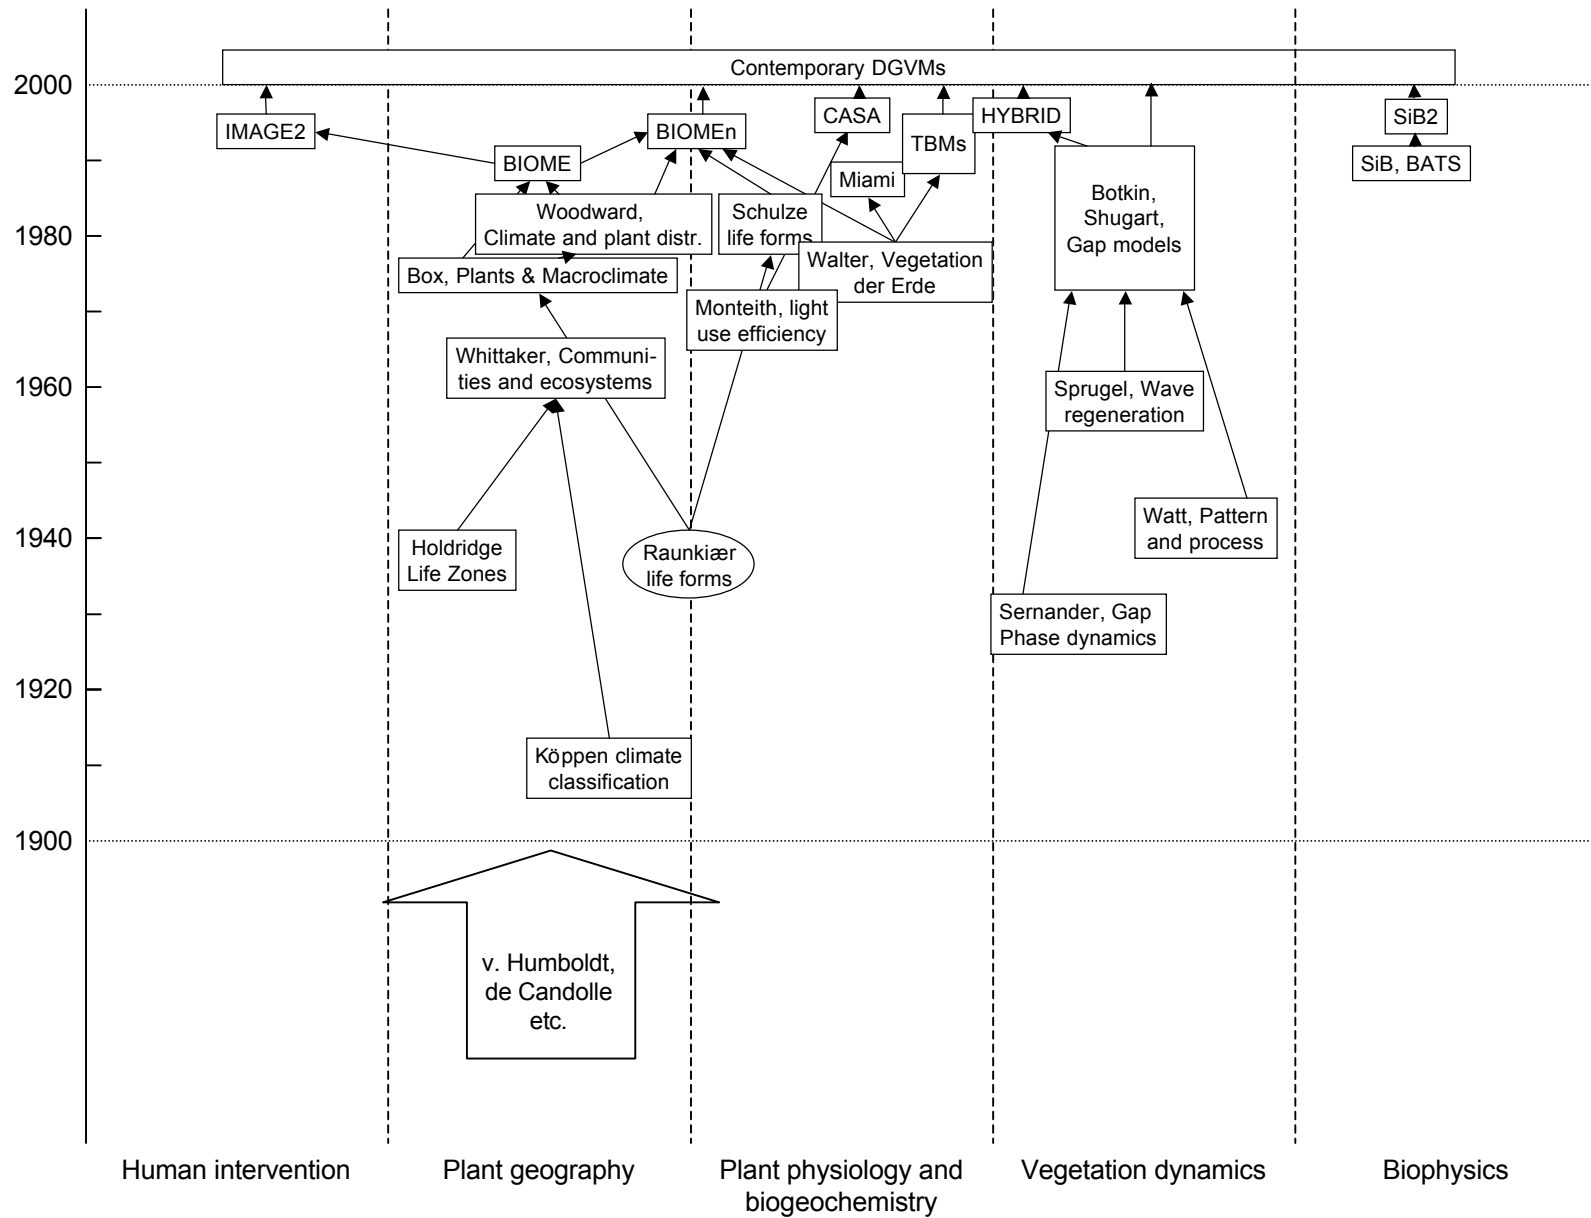 Contemporary DGVMs
2000
IMAGE2
BIOME
BIOMEn
CASA
TBMs
HYBRID
SiB2
SiB, BATS
Miami
Woodward,
Climate and plant distr.
Schulze
life forms
Botkin,
Shugart,
Gap models
1980
Box, Plants & Macroclimate
Walter, Vegetation
der Erde
Monteith, light
use efficiency
Whittaker, Communi-
ties and ecosystems
1960
Sprugel, Wave
regeneration
Watt, Pattern
and process
1940
Holdridge
Life Zones
Raunkiær
life forms
Sernander, Gap
Phase dynamics
1920
Köppen climate
classification
1900
v. Humboldt,
de Candolle
etc.
Human intervention
Plant geography
Plant physiology and
biogeochemistry
Vegetation dynamics
Biophysics